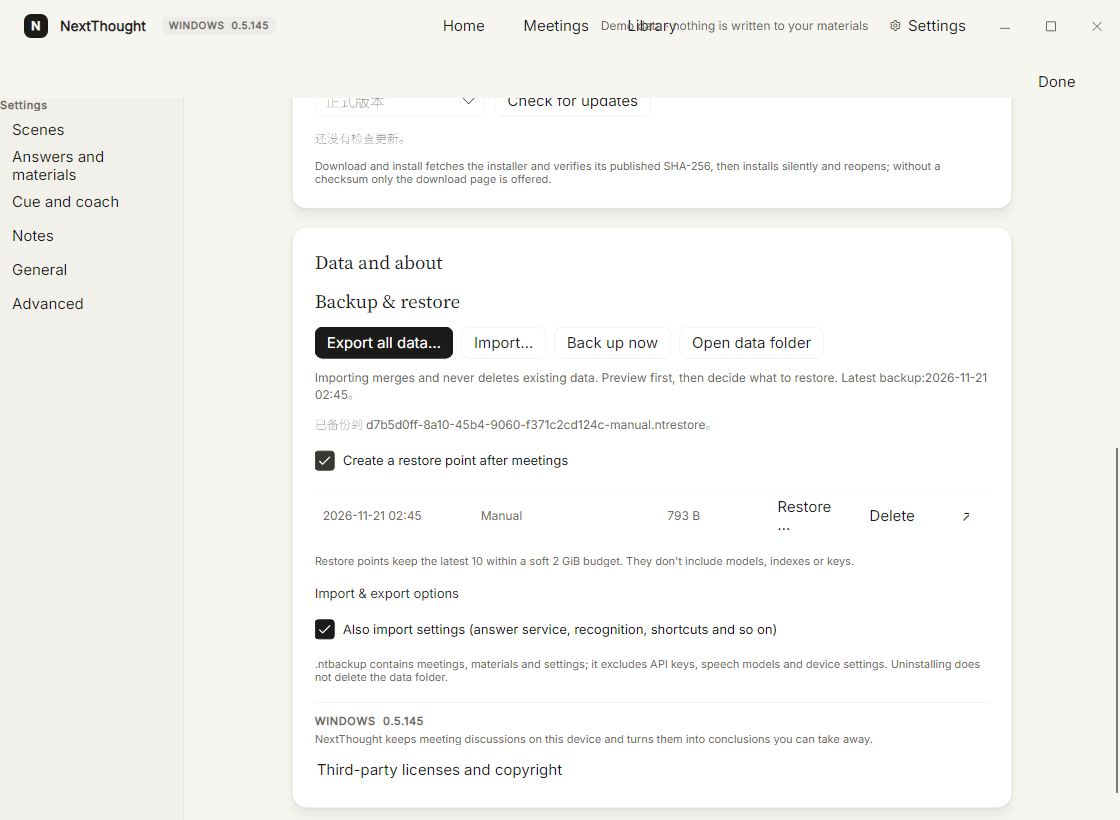 N NextThought WINDOWS 0.5.145 Home Meetings Library Demo data · nothing is written to your materials Settings
Done
Settings
Scenes
Answers and
materials
Cue and coach
Notes
General
Advanced
正式版本 Check for updates
还没有检查更新。
Download and install fetches the installer and verifies its published SHA-256, then installs silently and reopens; without a
checksum only the download page is offered.
Data and about
Backup & restore
Export all data... Import... Back up now Open data folder
Importing merges and never deletes existing data. Preview first, then decide what to restore. Latest backup:2026-11-21
02:45。
已备份到 d7b5d0ff-8a10-45b4-9060-f371c2cd124c-manual.ntrestore。
Create a restore point after meetings
2026-11-21 02:45 Manual 793 B Restore
... Delete
Restore points keep the latest 10 within a soft 2 GiB budget. They don't include models, indexes or keys.
Import & export options
Also import settings (answer service, recognition, shortcuts and so on)
.ntbackup contains meetings, materials and settings; it excludes API keys, speech models and device settings. Uninstalling does
not delete the data folder.
WINDOWS 0.5.145
NextThought keeps meeting discussions on this device and turns them into conclusions you can take away.
Third-party licenses and copyright